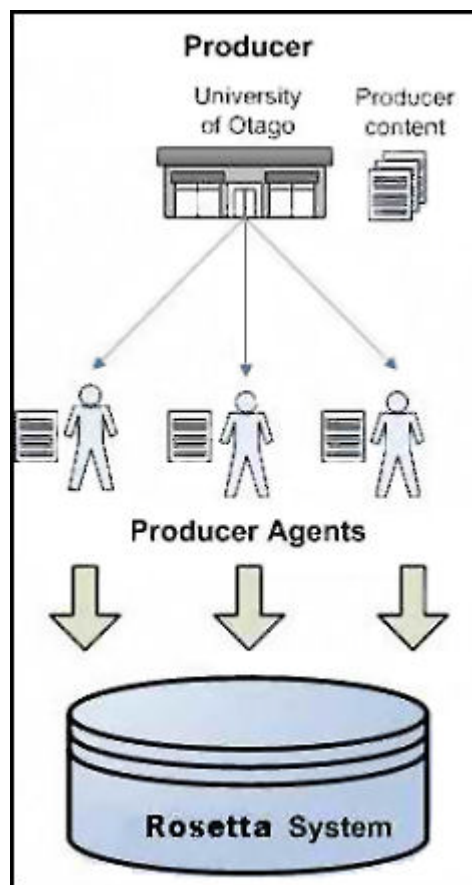 Producer
University
of Otago
Producer
content
Producer Agents
Rosetta System